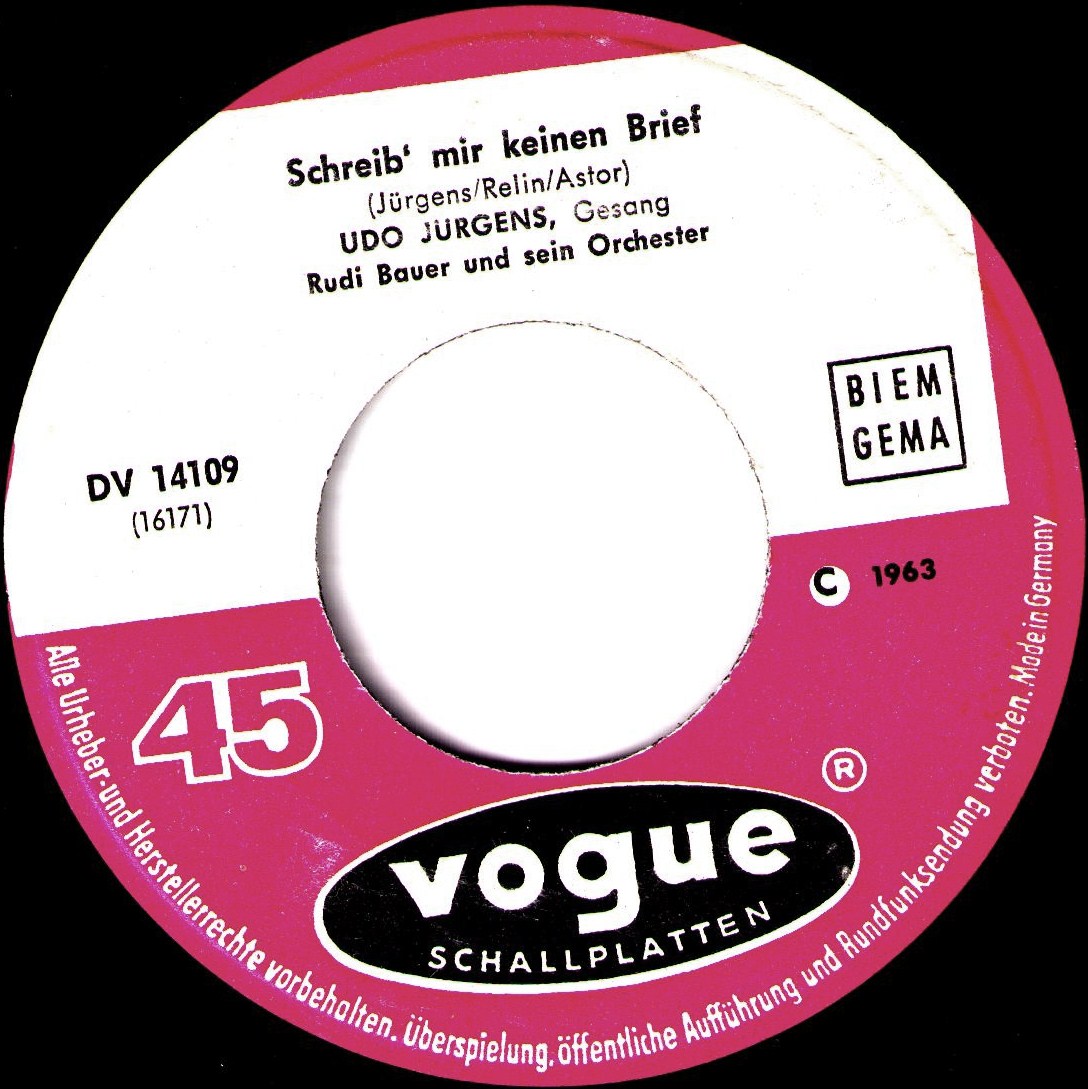 Schreib' mir keinen Brief
(Jürgens/Relin/Astor)
UDO JÜRGENS, Gesang
Rudi Bauer und sein Orchester
BIEM
GEMA
DV 14109
(16171)
C 1963
45
R
vogue
SCHALLPLATTEN
Alle Urheber- und Herstellerrechte vorbehalten. Überspielung, öffentliche Aufführung und Rundfunksendung verboten. Made in Germany